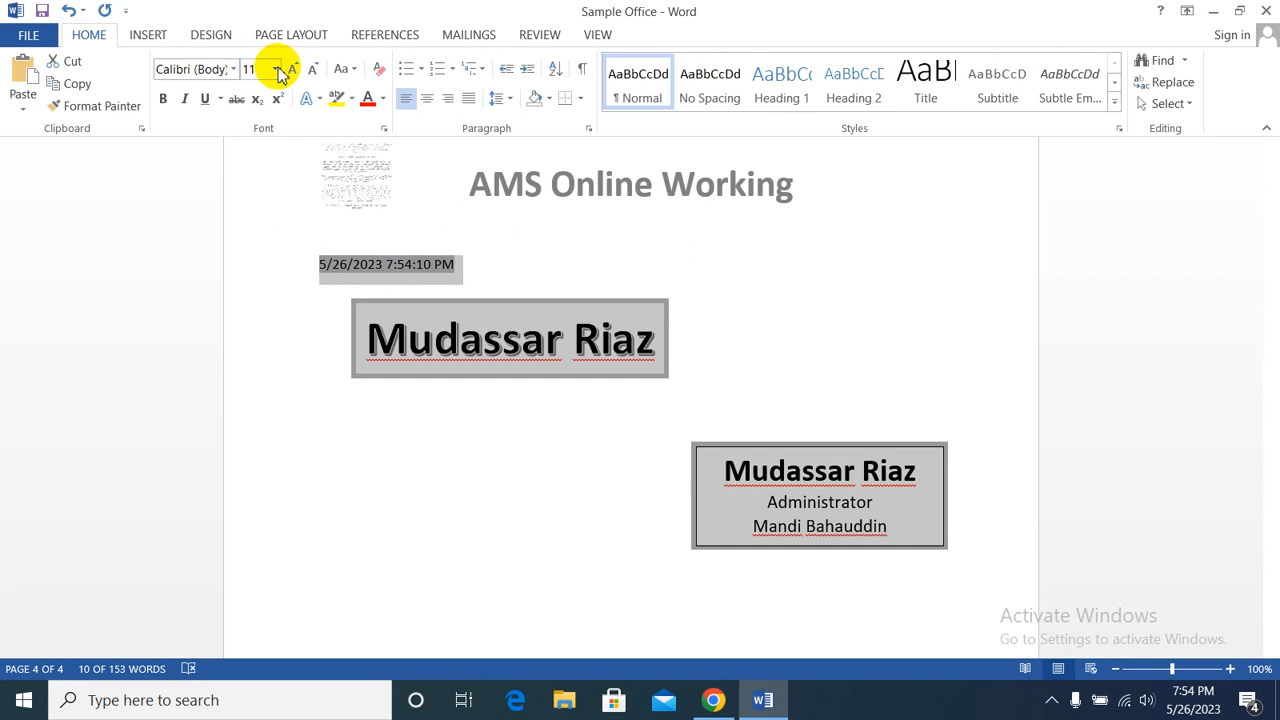 Sample Office - Word
FILE HOME INSERT DESIGN PAGE LAYOUT REFERENCES MAILINGS REVIEW VIEW Sign in
Paste
Cut
Copy
Format Painter
Clipboard
Calibri (Body) 11
Font
Paragraph
AaBbCcDd AaBbCcDd AaBbCc AaBbCcC AaBb AaBbCcD AaBbCcDd
¶ Normal No Spacing Heading 1 Heading 2 Title Subtitle Subtle Em...
Styles
Find
Replace
Select
Editing
AMS Online Working
5/26/2023 7:54:10 PM
Mudassar Riaz
Mudassar Riaz
Administrator
Mandi Bahauddin
Activate Windows
Go to Settings to activate Windows.
PAGE 4 OF 4 10 OF 153 WORDS 100%
Type here to search
7:54 PM
5/26/2023
4